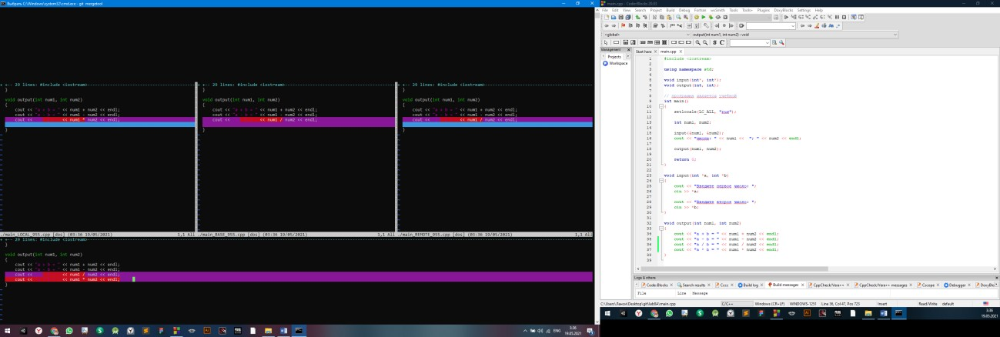 Выбрать C:\Windows\system32\cmd.exe - git mergetool
+ +-- 29 lines: #include <iostream>
}
void output(int num1, int num2)
{
cout << "a + b = " << num1 + num2 << endl;
cout << "a - b = " << num1 - num2 << endl;
cout << << num1 * num2 << endl;
}
./main_LOCAL_955.cpp [dos] (03:36 19/05/2021) 1,1 All
+ +-- 29 lines: #include <iostream>
}
void output(int num1, int num2)
{
cout << "a + b = " << num1 + num2 << endl;
cout << "a - b = " << num1 - num2 << endl;
cout << << num1 / num2 << endl;
}
./main_BASE_955.cpp [dos] (03:36 19/05/2021) 1,1 All
+ +-- 29 lines: #include <iostream>
}
void output(int num1, int num2)
{
cout << "a + b = " << num1 + num2 << endl;
cout << "a - b = " << num1 - num2 << endl;
cout << << num1 / num2 << endl;
}
./main_REMOTE_955.cpp [dos] (03:36 19/05/2021) 1,1 All
+ +-- 29 lines: #include <iostream>
}
void output(int num1, int num2)
{
cout << "a + b = " << num1 + num2 << endl;
cout << "a - b = " << num1 - num2 << endl;
cout << << num1 / num2 << endl;
cout << << num1 * num2 << endl;
}
ENG
3:36
19.05.2021
main.cpp - Code::Blocks 20.03
File Edit View Search Project Build Debug Fortran wxSmith Tools Tools+ Plugins DoxyBlocks Settings Help
<global> output(int num1, int num2) : void
Management
Projects
Workspace
Start here main.cpp
1 #include <iostream>
2
3 using namespace std;
4
5 void input(int*, int*);
6 void output(int, int);
7
8 //
9 int main()
10 {
11 setlocale(LC_ALL, "rus");
12
13 int num1, num2;
14
15 input(&num1, &num2);
16 cout << "Числа: " << num1 << "; " << num2 << endl;
17
18 output(num1, num2);
19
20 return 0;
21 }
22
23 void input(int *a, int *b)
24 {
25 cout << "Введите первое число: ";
26 cin >> *a;
27
28 cout << "Введите второе число: ";
29 cin >> *b;
30 }
31
32 void output(int num1, int num2)
33 {
34 cout << "a + b = " << num1 + num2 << endl;
35 cout << "a - b = " << num1 - num2 << endl;
36 cout << "a / b = " << num1 / num2 << endl;
37 cout << "a * b = " << num1 * num2 << endl;
38 }
39
Logs & others
Code::Blocks Search results Cccc Build log Build messages CppCheck/Vera++ CppCheck/Vera++ messages Cscope Debugger DoxyBl
File Line Message
C/C++ Windows (CR+LF) WINDOWS-1251 Line 36, Col 47, Pos 723 Insert Read/Write default
3:36
19.05.2021